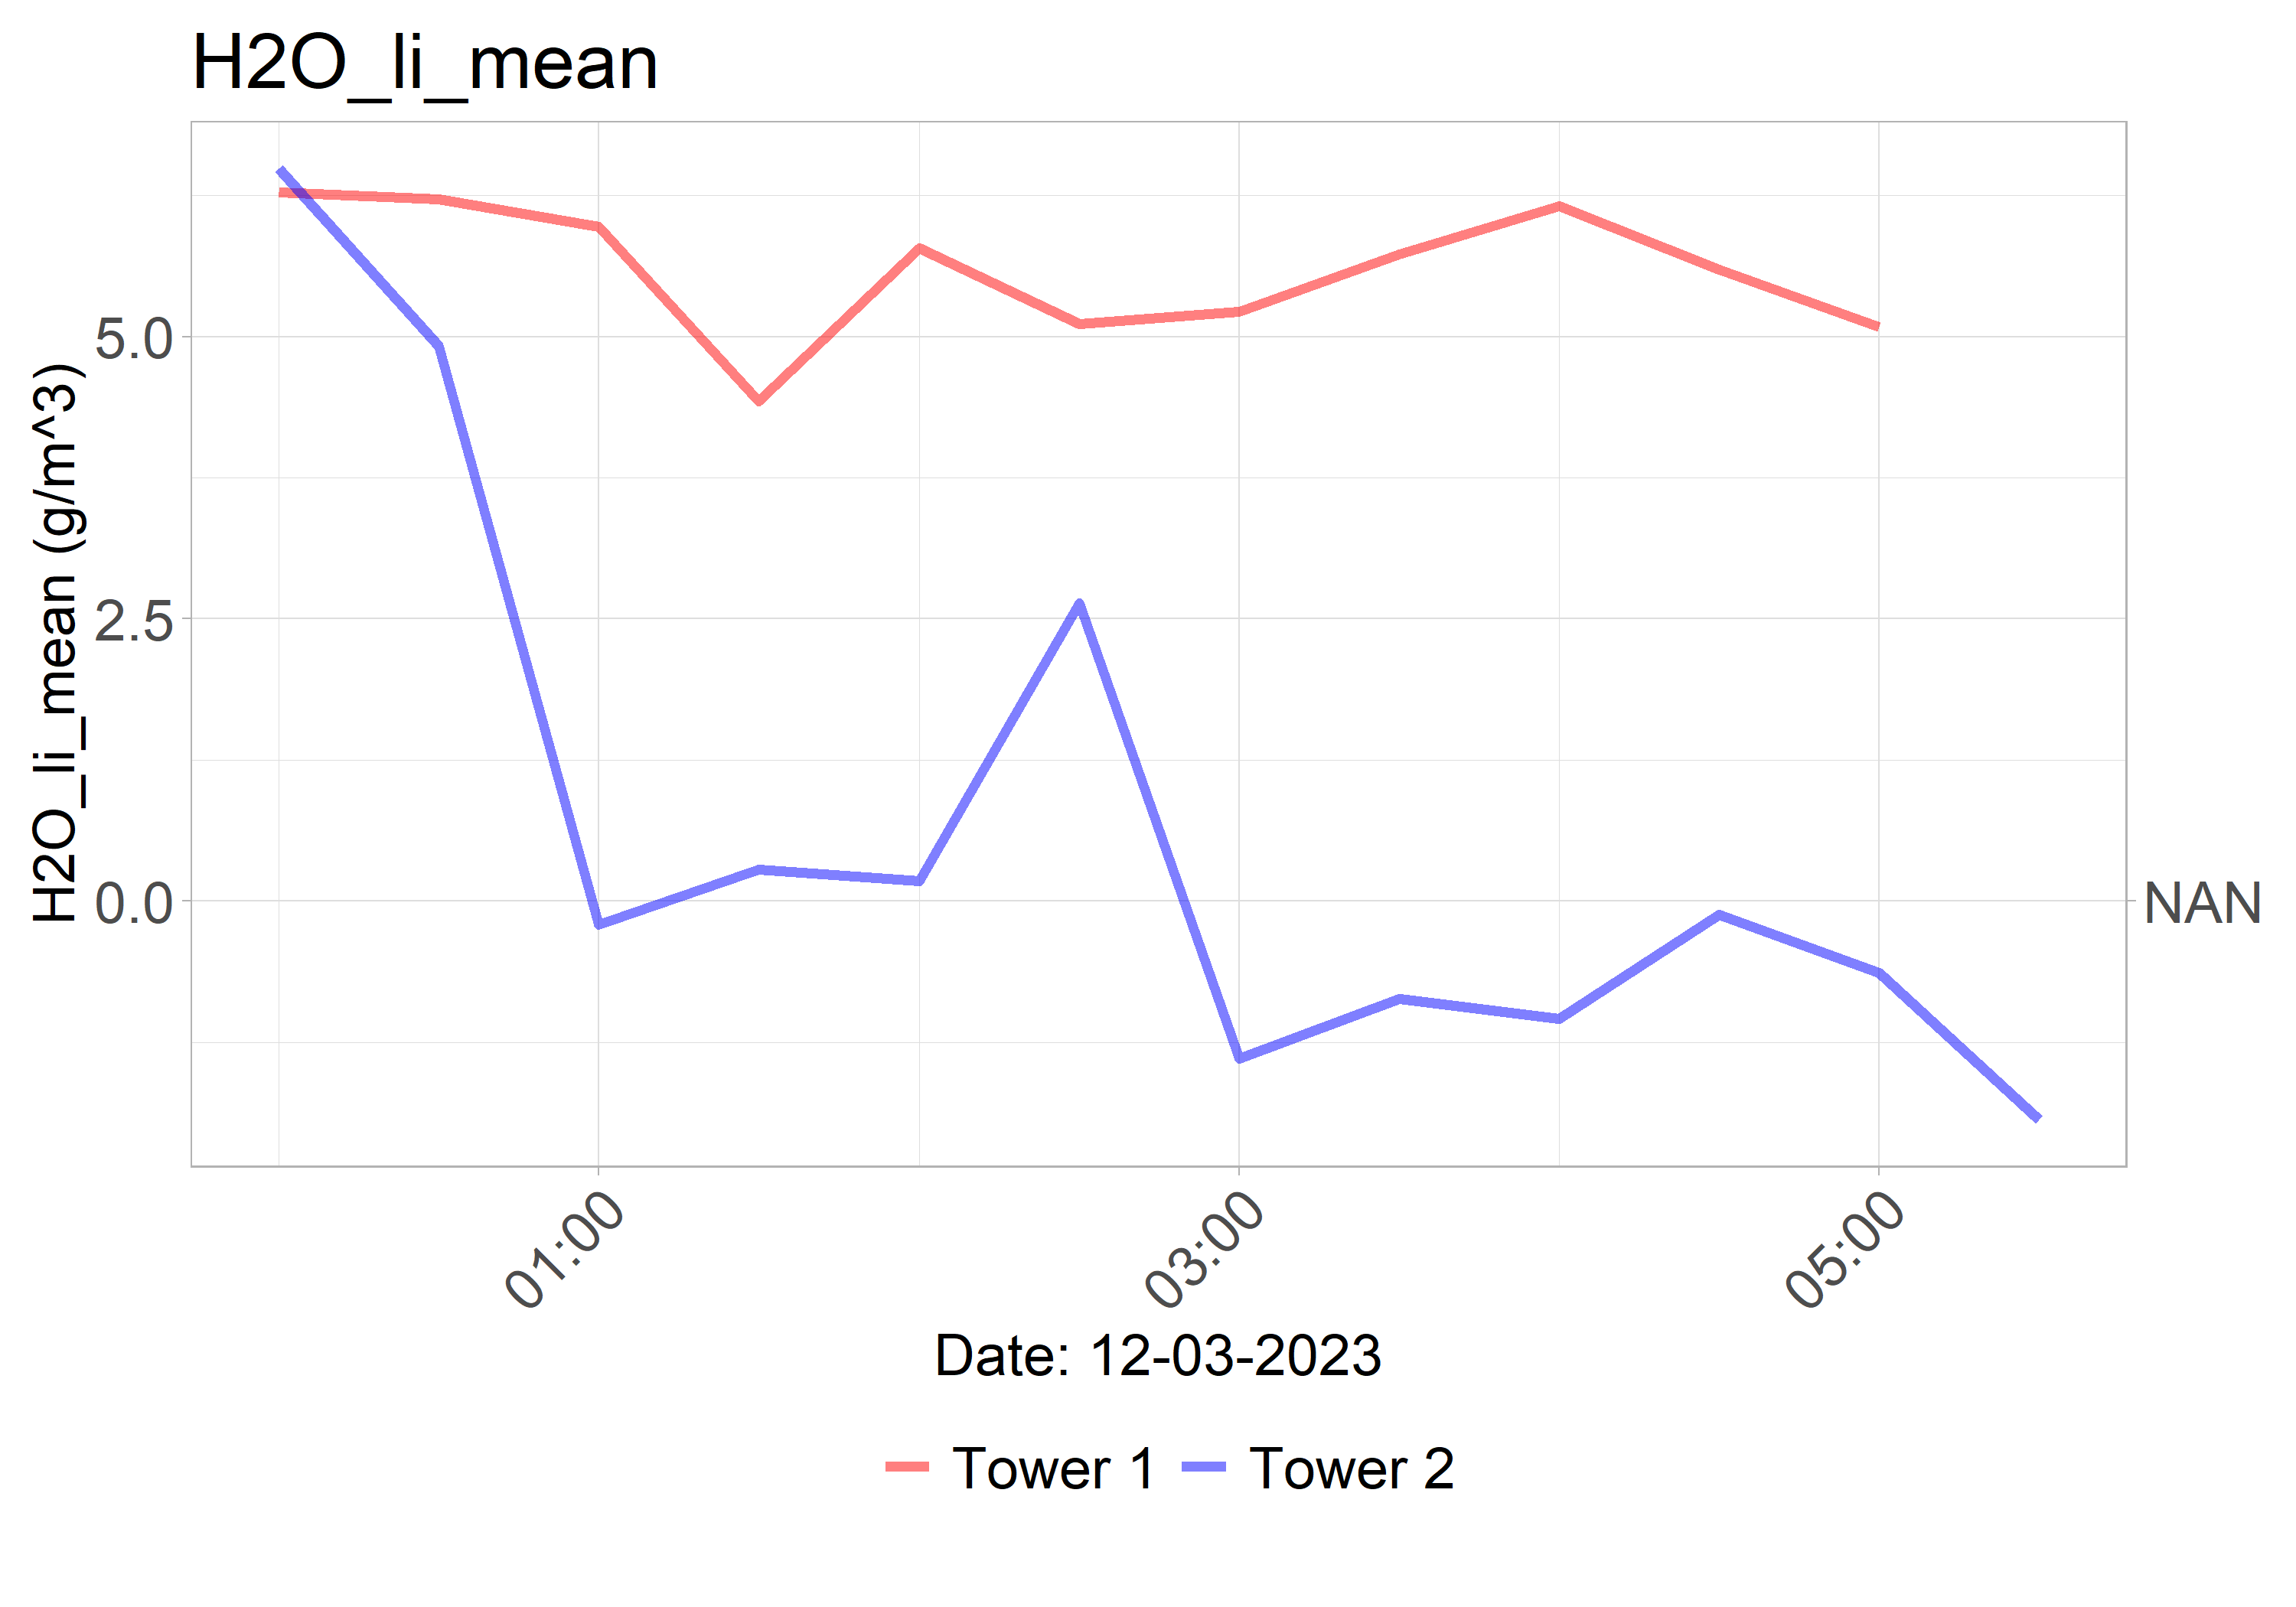 H2O_li_mean
H2O_li_mean (g/m^3)
5.0
2.5
0.0
NAN
01:00
03:00
05:00
Date: 12-03-2023
Tower 1
Tower 2